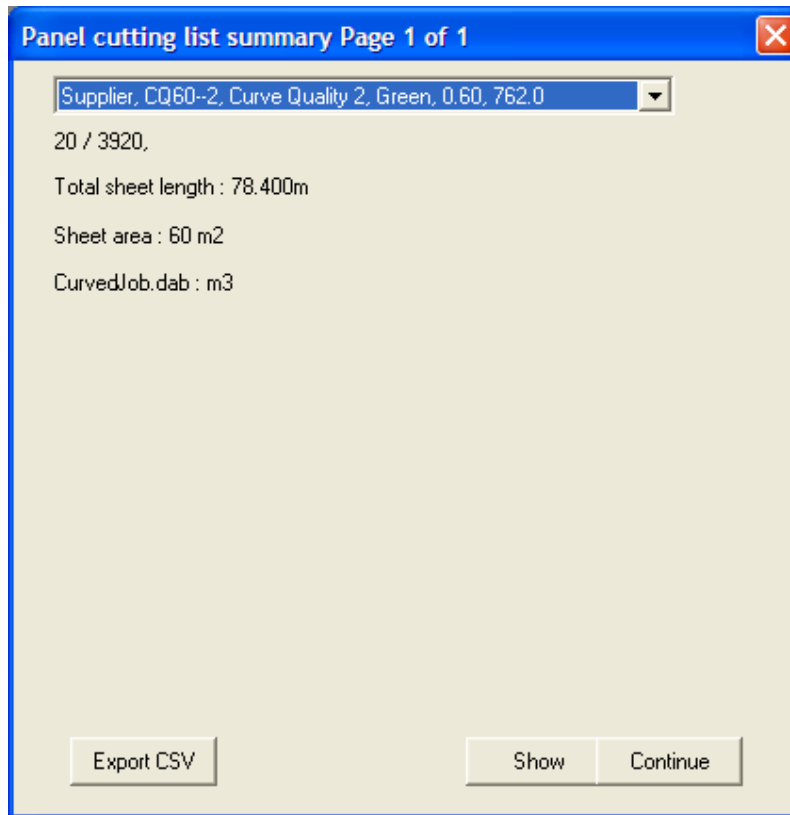 Panel cutting list summary Page 1 of 1
Supplier, CQ60--2, Curve Quality 2, Green, 0.60, 762.0
20 / 3920,
Total sheet length : 78.400m
Sheet area : 60 m2
CurvedJob.dab : m3
Export CSV Show Continue